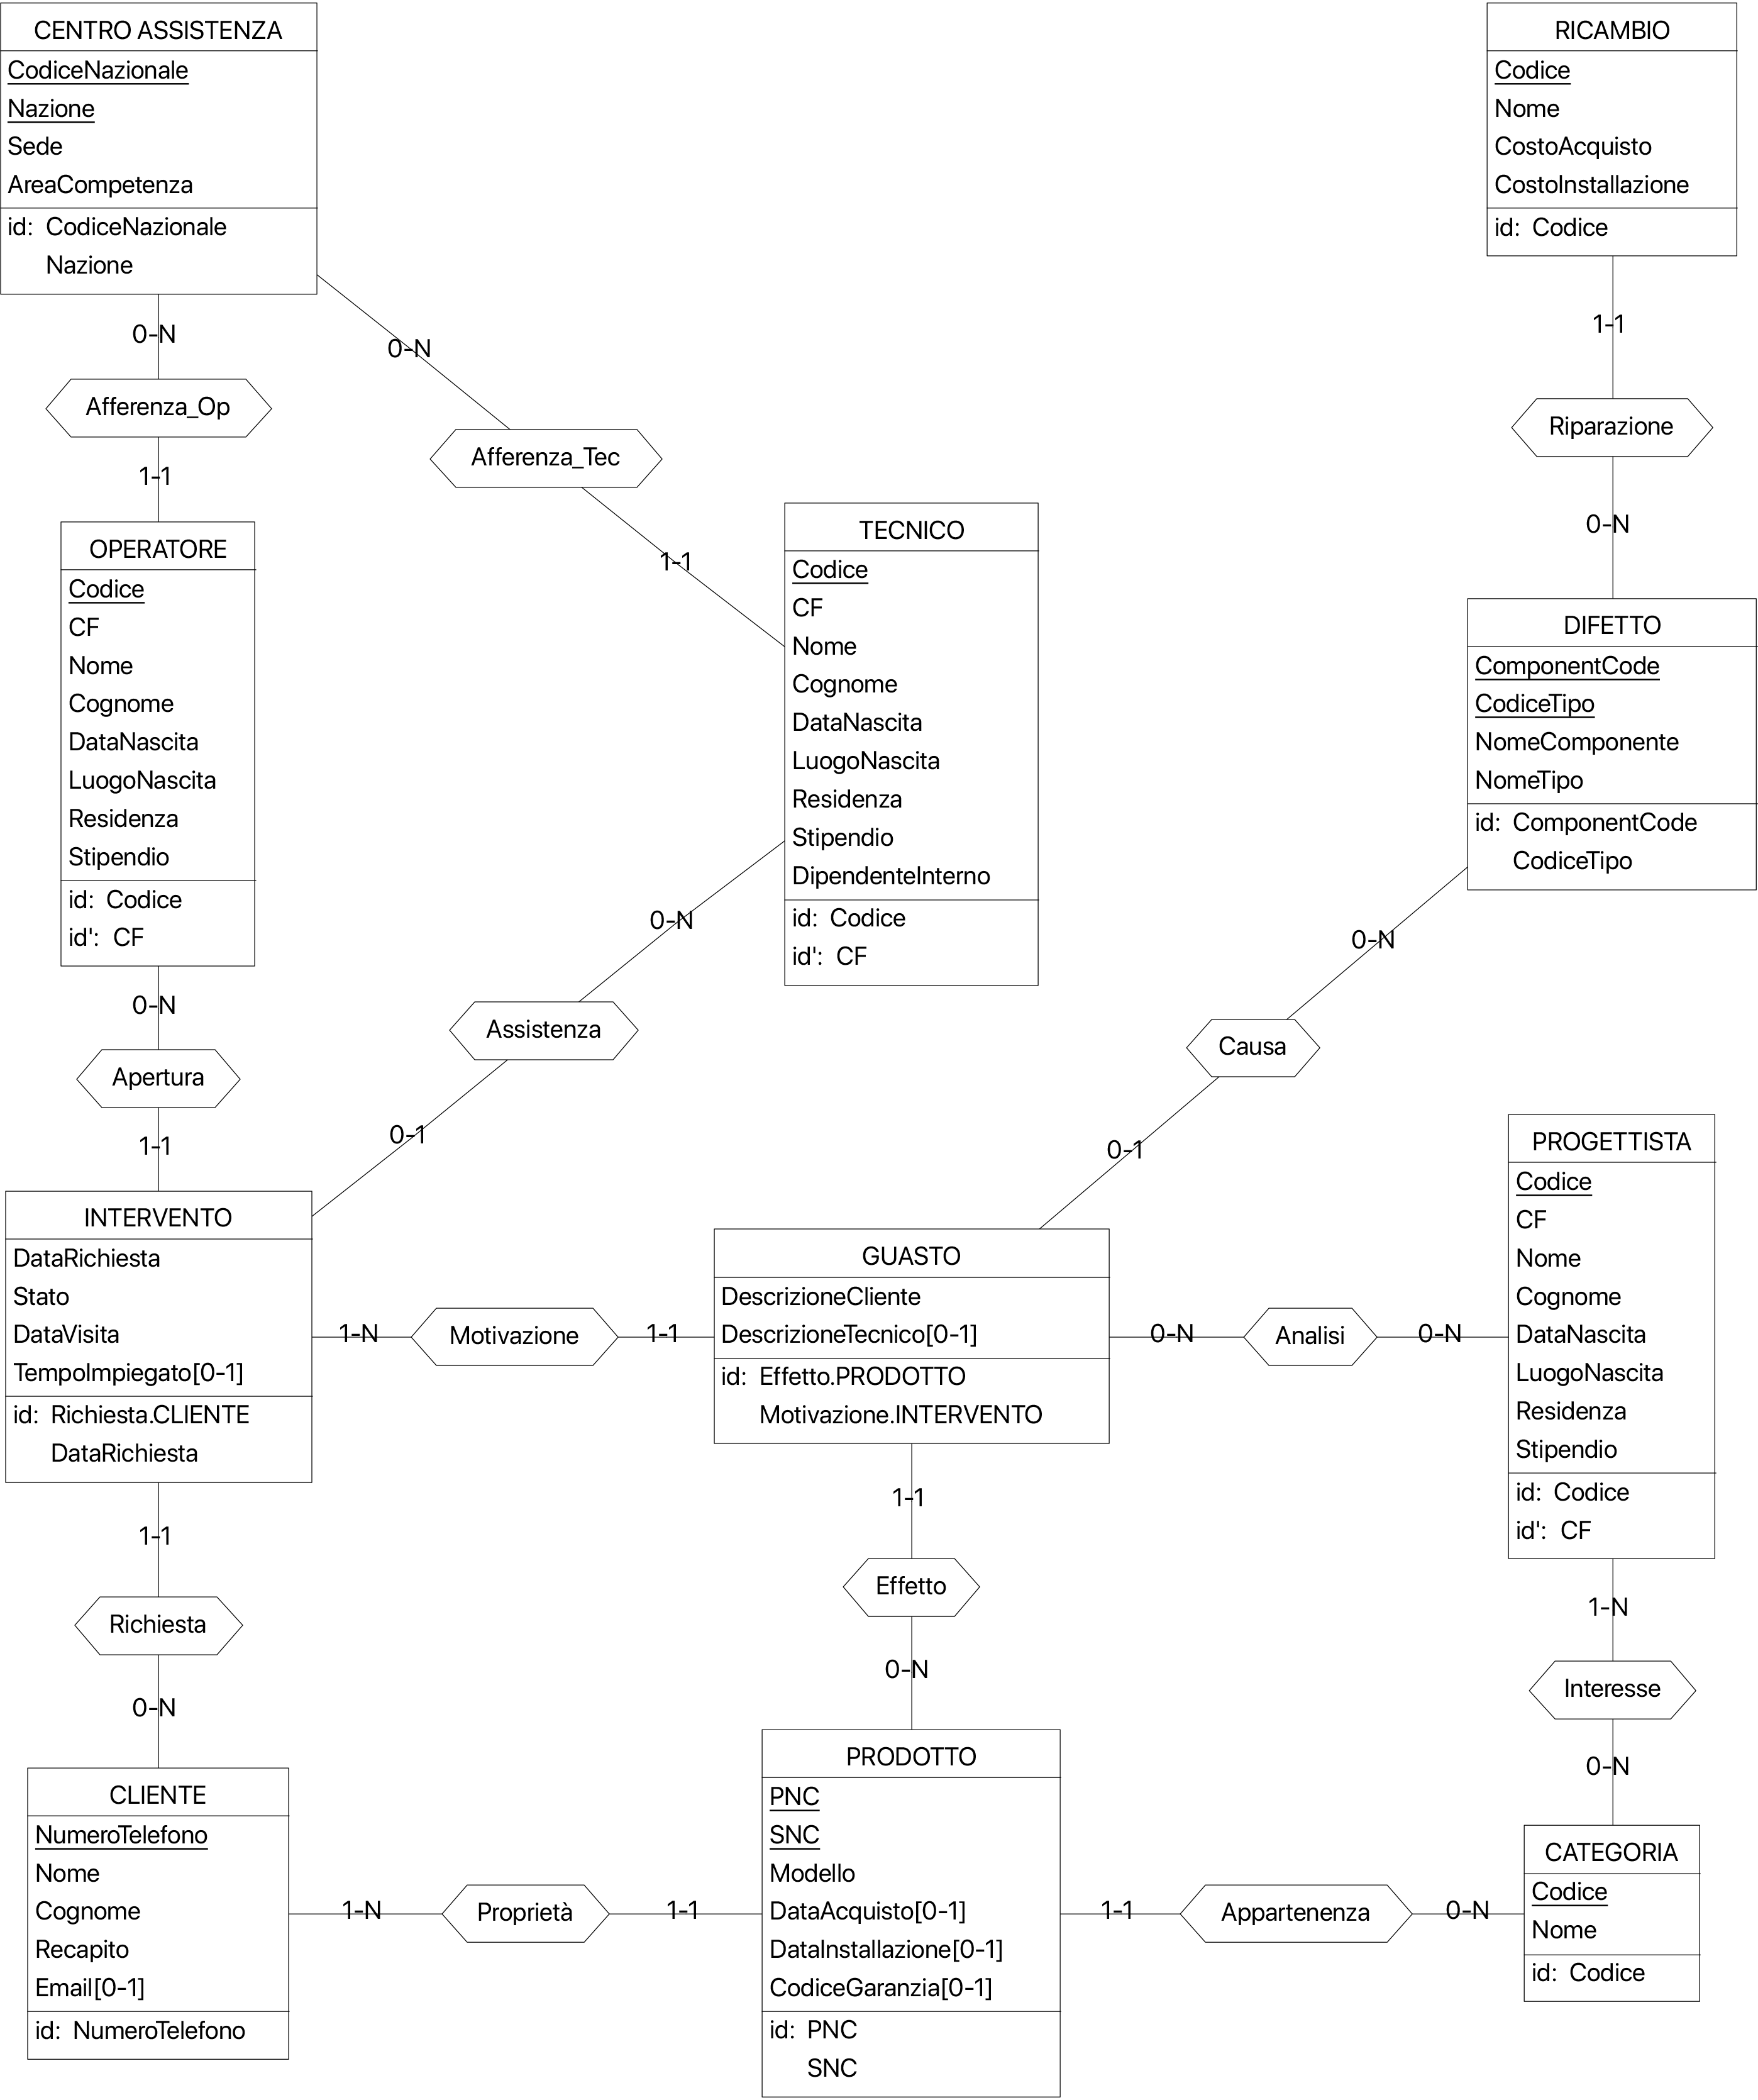 CENTRO ASSISTENZA
CodiceNazionale
Nazione
Sede
AreaCompetenza
id: CodiceNazionale
Nazione
RICAMBIO
Codice
Nome
CostoAcquisto
CostoInstallazione
id: Codice
0-N
0-N
1-1
Afferenza_Op
Afferenza_Tec
Riparazione
1-1
1-1
0-N
OPERATORE
Codice
CF
Nome
Cognome
DataNascita
LuogoNascita
Residenza
Stipendio
id: Codice
id': CF
TECNICO
Codice
CF
Nome
Cognome
DataNascita
LuogoNascita
Residenza
Stipendio
DipendenteInterno
id: Codice
id': CF
DIFETTO
ComponentCode
CodiceTipo
NomeComponente
NomeTipo
id: ComponentCode
CodiceTipo
0-N
0-N
0-N
Apertura
Assistenza
Causa
1-1
0-1
0-1
INTERVENTO
DataRichiesta
Stato
DataVisita
TempoImpiegato[0-1]
id: Richiesta.CLIENTE
DataRichiesta
1-N
Motivazione
1-1
GUASTO
DescrizioneCliente
DescrizioneTecnico[0-1]
id: Effetto.PRODOTTO
Motivazione.INTERVENTO
0-N
Analisi
0-N
PROGETTISTA
Codice
CF
Nome
Cognome
DataNascita
LuogoNascita
Residenza
Stipendio
id: Codice
id': CF
1-1
1-1
1-N
Richiesta
Effetto
Interesse
0-N
0-N
0-N
CLIENTE
NumeroTelefono
Nome
Cognome
Recapito
Email[0-1]
id: NumeroTelefono
1-N
Proprietà
1-1
PRODOTTO
PNC
SNC
Modello
DataAcquisto[0-1]
DataInstallazione[0-1]
CodiceGaranzia[0-1]
id: PNC
SNC
1-1
Appartenenza
0-N
CATEGORIA
Codice
Nome
id: Codice